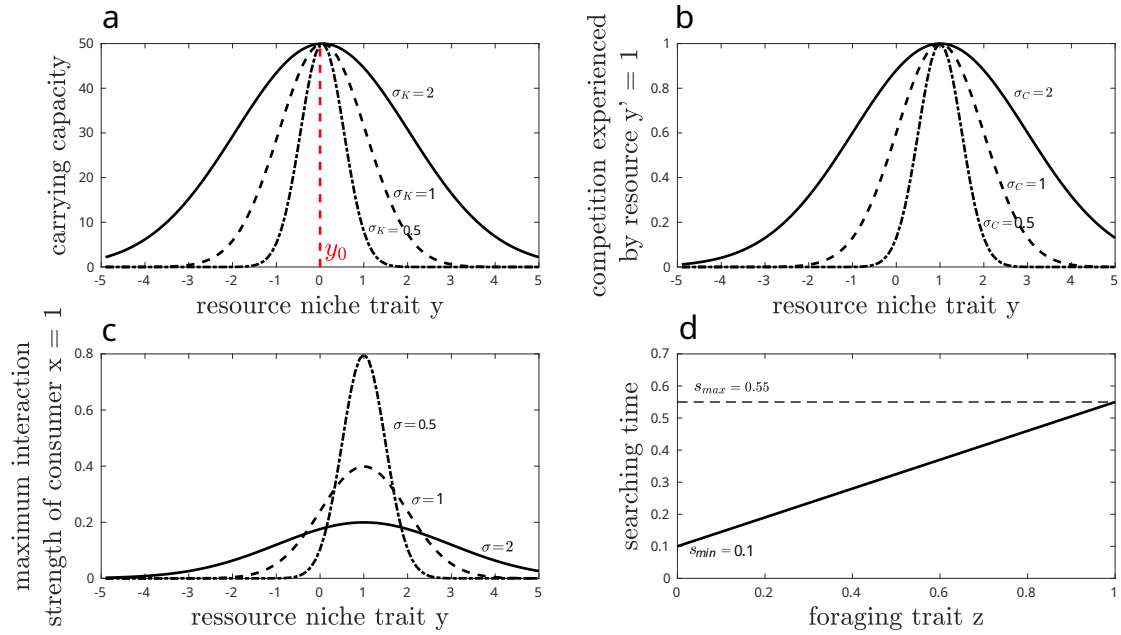 a
carrying capacity
50
40
30
20
10
0
σ_K = 2
σ_K = 1
σ_K = 0.5
y_0
-5 -4 -3 -2 -1 0 1 2 3 4 5
resource niche trait y
b
competition experienced
by resource y' = 1
1
0.8
0.6
0.4
0.2
0
σ_C = 2
σ_C = 1
σ_C = 0.5
-5 -4 -3 -2 -1 0 1 2 3 4 5
resource niche trait y
c
maximum interaction
strength of consumer x = 1
0.8
0.6
0.4
0.2
0
σ = 0.5
σ = 1
σ = 2
-5 -4 -3 -2 -1 0 1 2 3 4 5
ressource niche trait y
d
searching time
0.7
0.6
0.5
0.4
0.3
0.2
0.1
0
s_max = 0.55
s_min = 0.1
0 0.2 0.4 0.6 0.8 1
foraging trait z